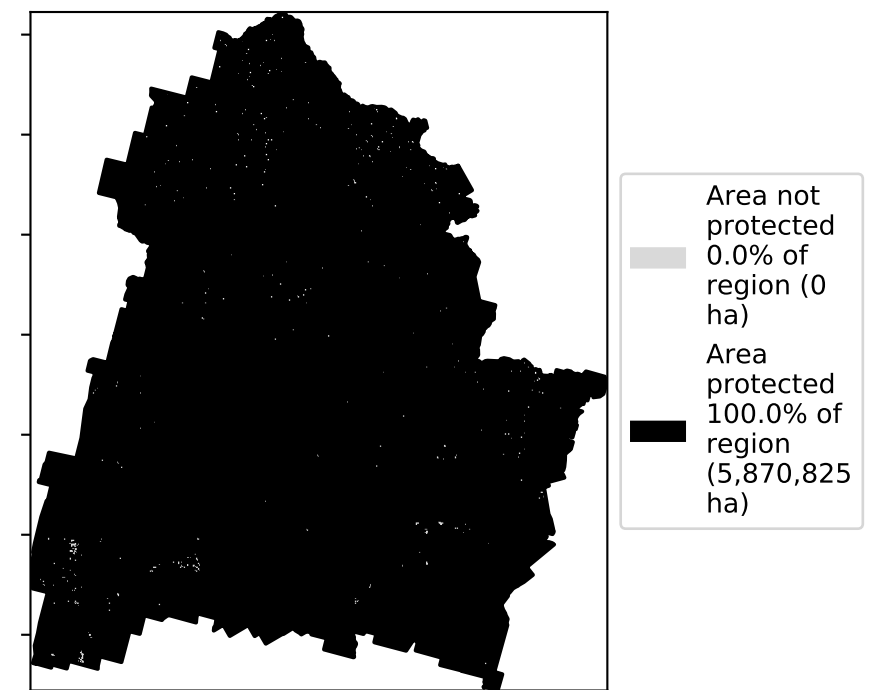 Area not
protected
0.0% of
region (0
ha)
Area
protected
100.0% of
region
(5,870,825
ha)